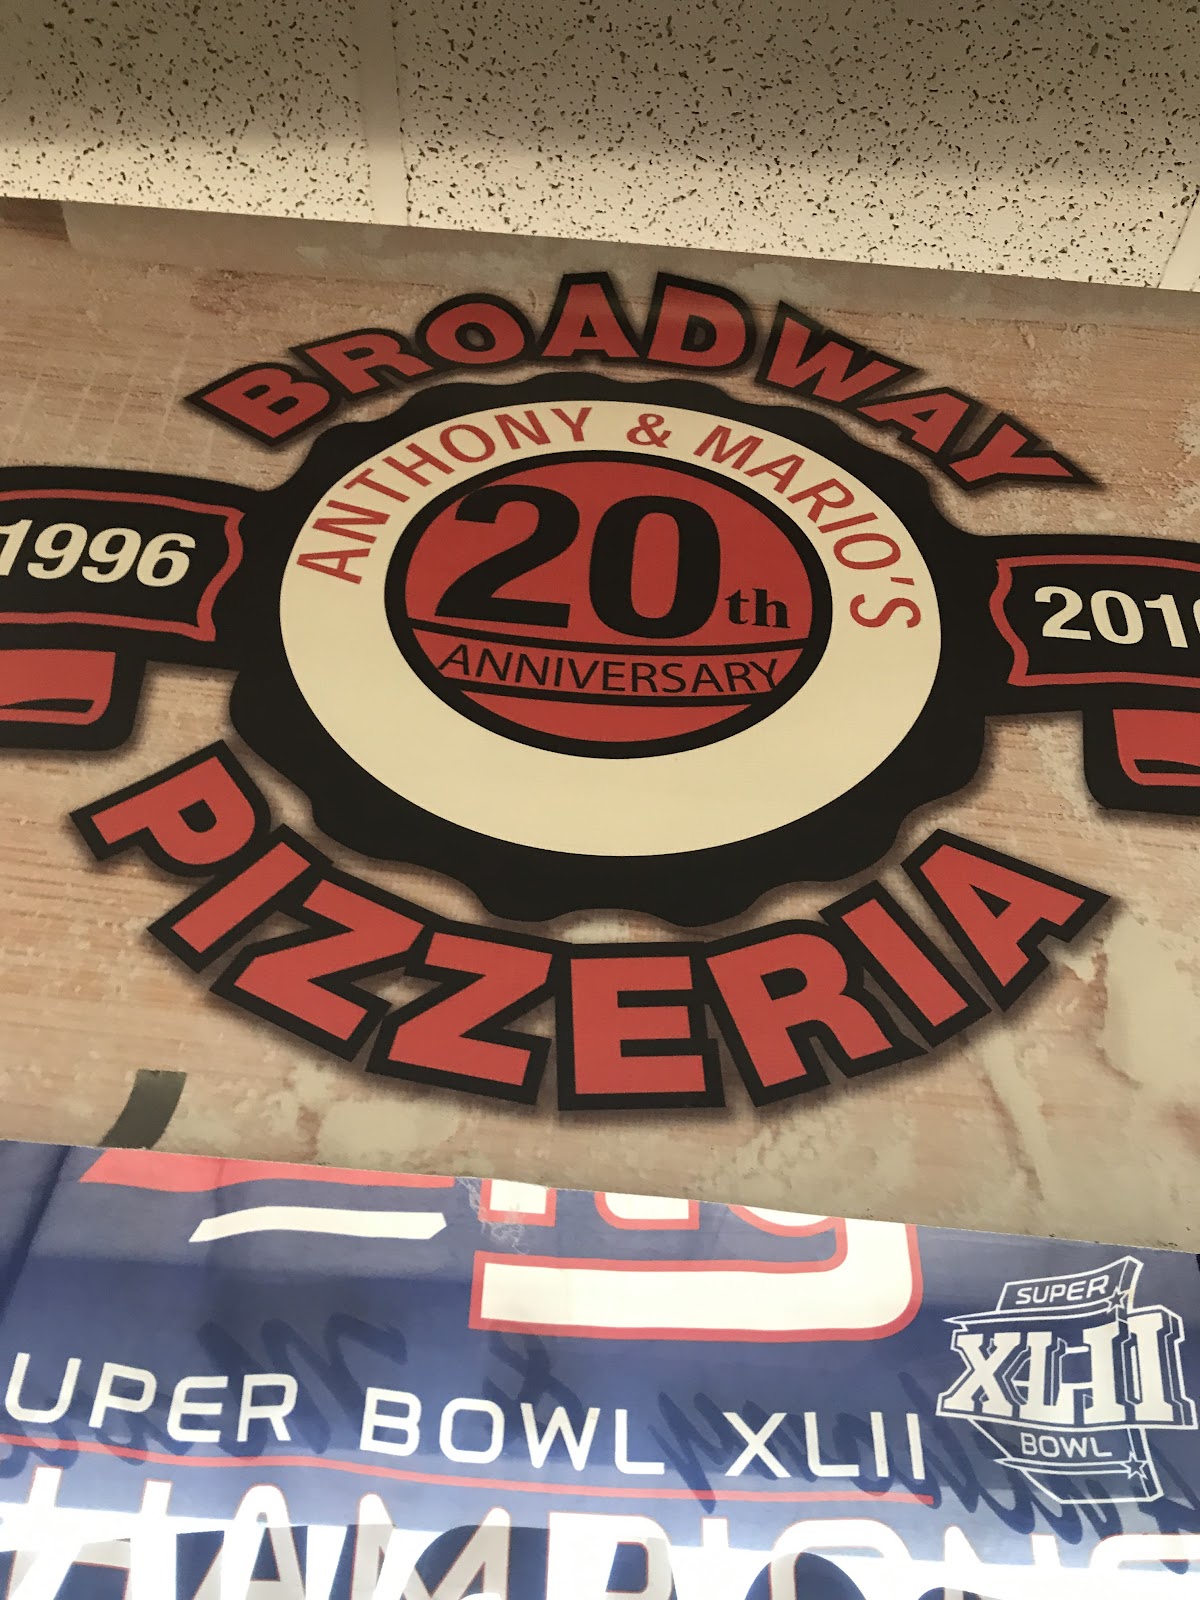 BROADWAY
ANTHONY & MARIO'S
1996
20th
ANNIVERSARY
PIZZERIA
SUPER
XLII
BOWL
UPER BOWL XLII